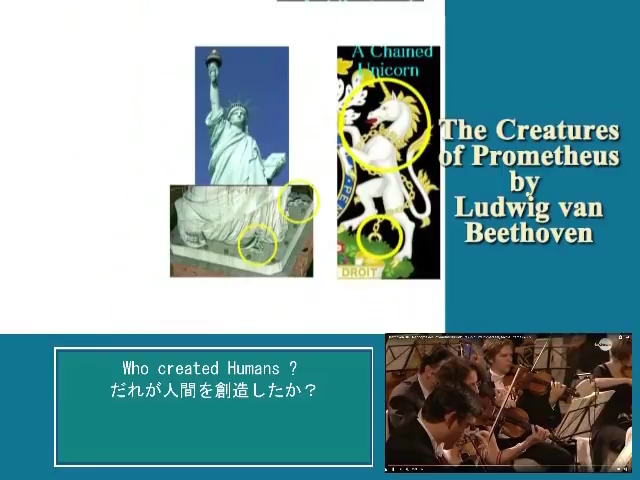 A Chained
Unicorn
PEN
DROIT
The Creatures
of Prometheus
by
Ludwig van
Beethoven
Who created Humans ?
だれが人間を創造したか？